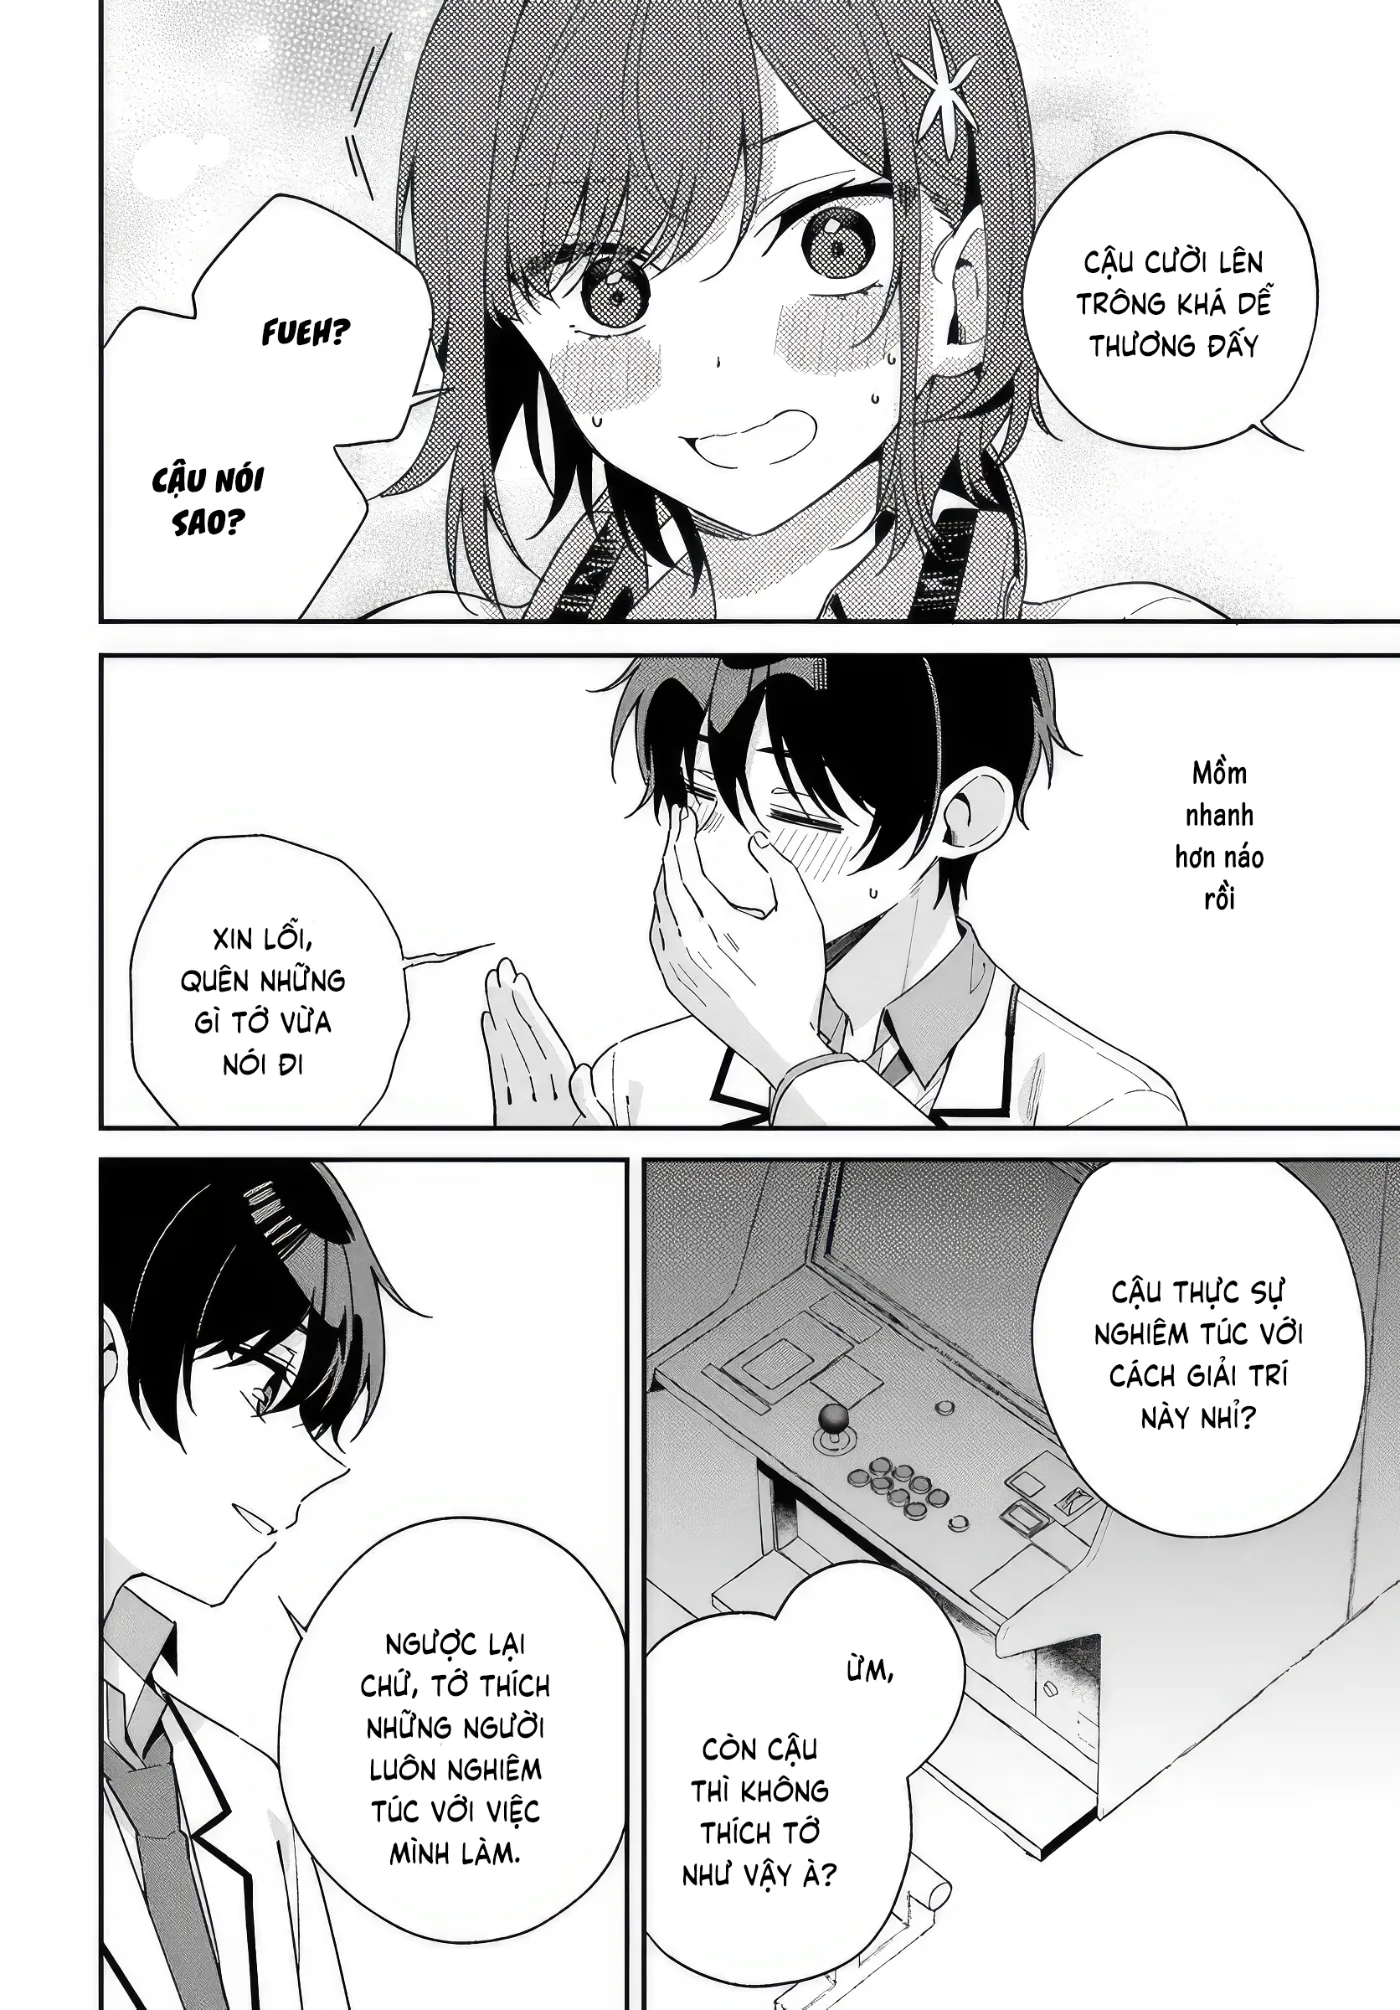 CẬU CƯỜI LÊN
TRÔNG KHÁ DỄ
THƯƠNG ĐẤY
FUEH?
CẬU NÓI
SAO?
Mồm
nhanh
hơn náo
rồi
XIN LỖI,
QUÊN NHỮNG
GÌ TỚ VỪA
NÓI ĐI
CẬU THỰC SỰ
NGHIÊM TÚC VỚI
CÁCH GIẢI TRÍ
NÀY NHỈ?
ỪM,
CÒN CẬU
THÌ KHÔNG
THÍCH TỚ
NHƯ VẬY À?
NGƯỢC LẠI
CHỨ, TỚ THÍCH
NHỮNG NGƯỜI
LUÔN NGHIÊM
TÚC VỚI VIỆC
MÌNH LÀM.